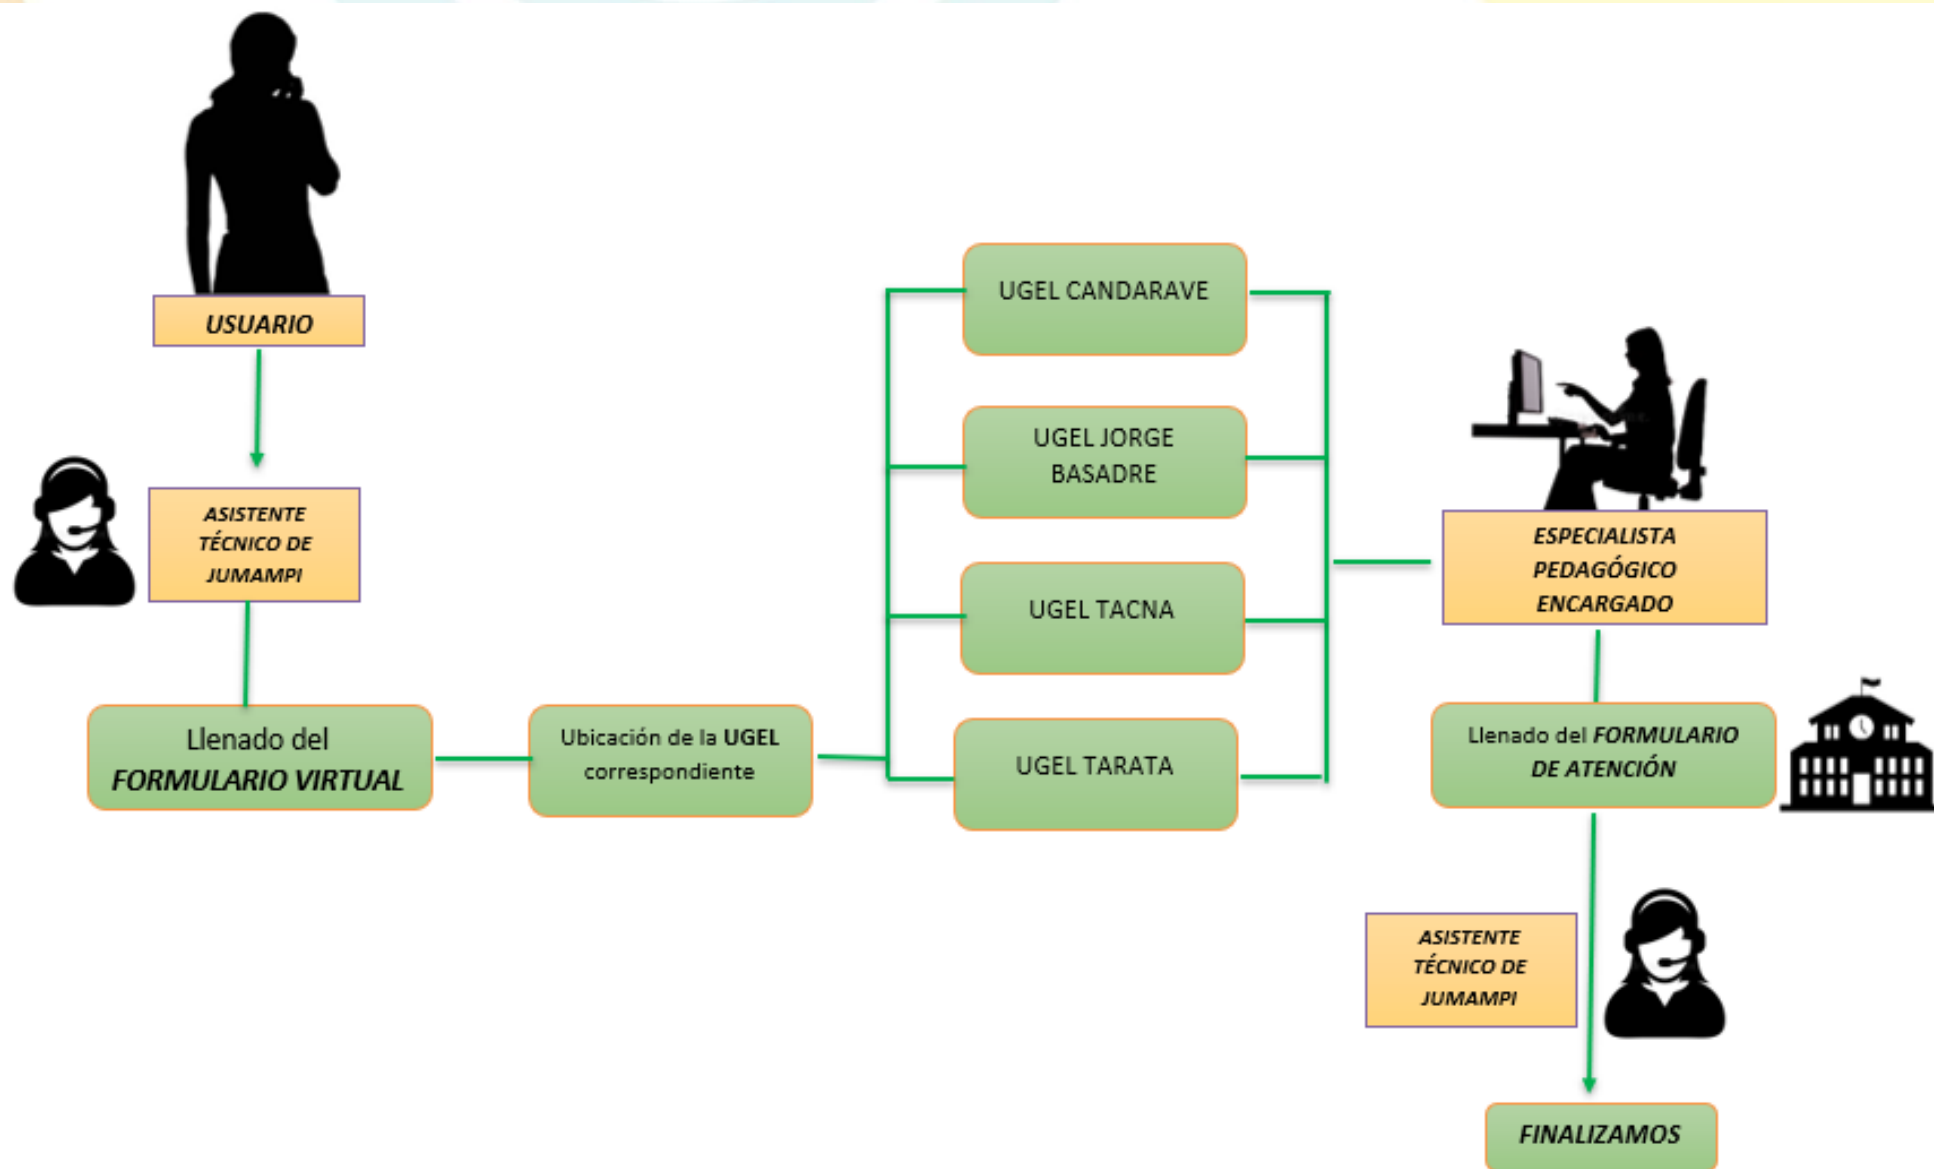 USUARIO
ASISTENTE
TÉCNICO DE
JUMAMPI
Llenado del
FORMULARIO VIRTUAL
Ubicación de la UGEL
correspondiente
UGEL CANDARAVE
UGEL JORGE
BASADRE
UGEL TACNA
UGEL TARATA
ESPECIALISTA
PEDAGÓGICO
ENCARGADO
Llenado del FORMULARIO
DE ATENCIÓN
ASISTENTE
TÉCNICO DE
JUMAMPI
FINALIZAMOS